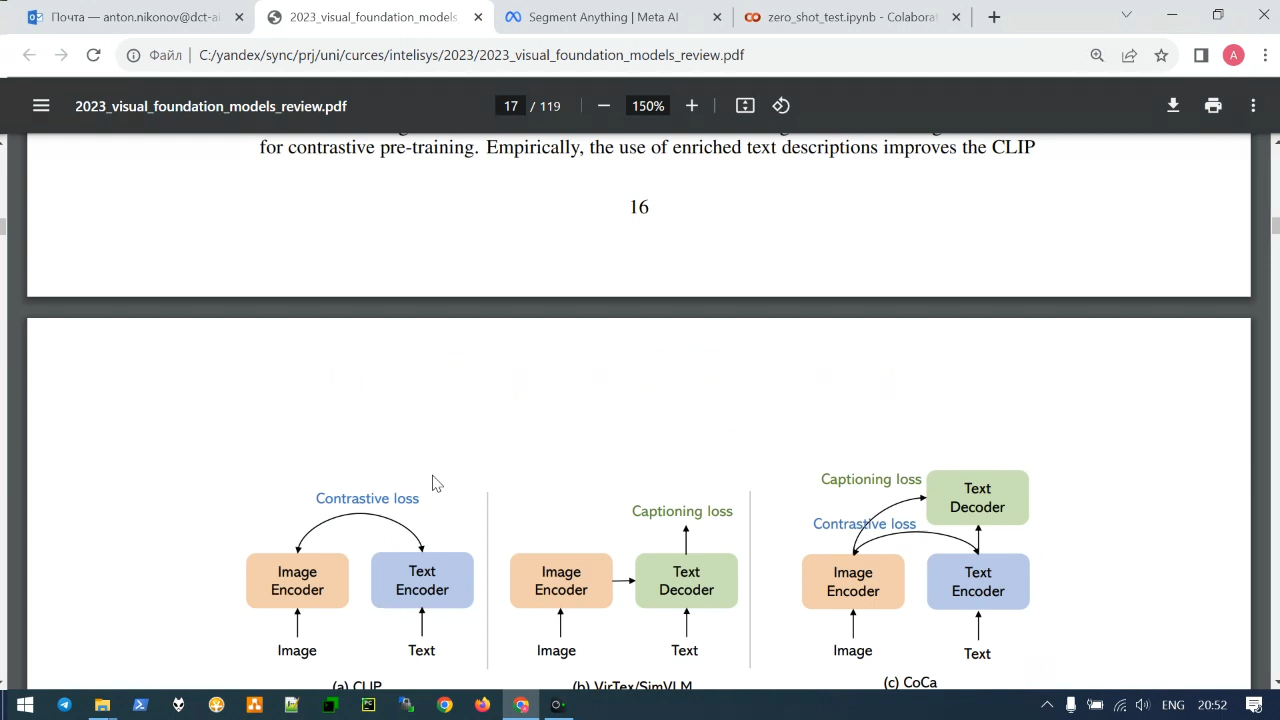 Почта — anton.nikonov@dct-ai
2023_visual_foundation_models
Segment Anything | Meta AI
zero_shot_test.ipynb - Colabora
Файл
C:/yandex/sync/prj/uni/curces/intelisys/2023/2023_visual_foundation_models_review.pdf
A
2023_visual_foundation_models_review.pdf
17 / 119
150%
for contrastive pre-training. Empirically, the use of enriched text descriptions improves the CLIP
16
Contrastive loss
Image
Encoder
Text
Encoder
Image
Text
(a) CLIP
Captioning loss
Image
Encoder
Text
Decoder
Image
Text
(b) VirTex/SimVLM
Captioning loss
Text
Decoder
Contrastive loss
Image
Encoder
Text
Encoder
Image
Text
(c) CoCa
ENG
20:52